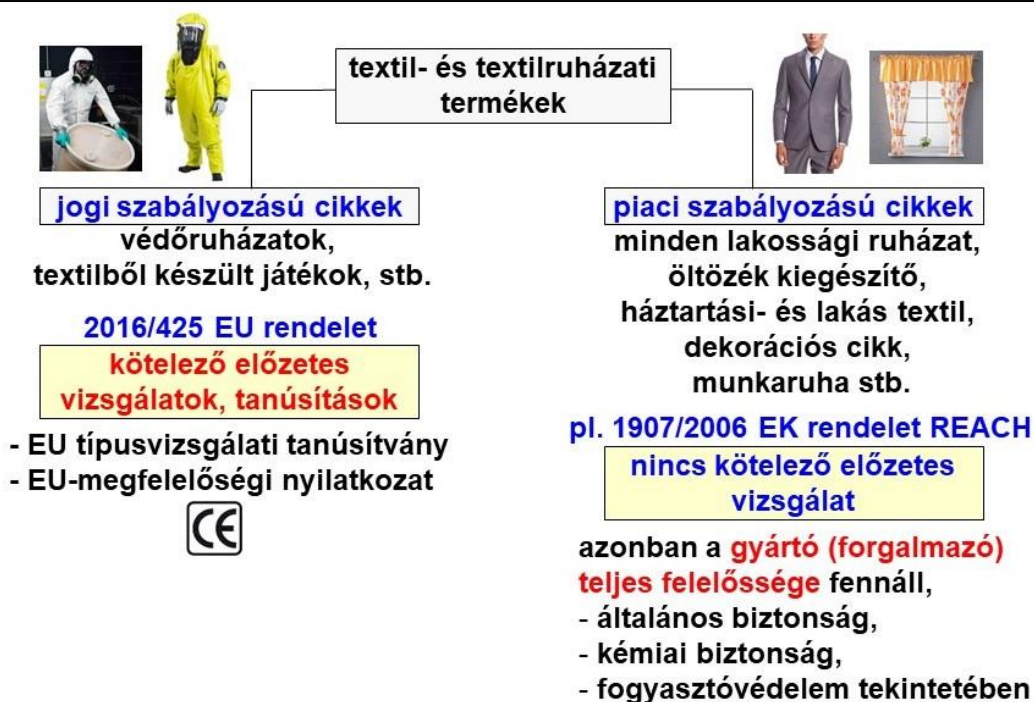 textil- és textilruházati
termékek
jogi szabályozású cikkek
védőruházatok,
textilből készült játékok, stb.
2016/425 EU rendelet
kötelező előzetes
vizsgálatok, tanúsítások
- EU típusvizsgálati tanúsítvány
- EU-megfelelőségi nyilatkozat
CE
piaci szabályozású cikkek
minden lakossági ruházat,
öltözék kiegészítő,
háztartási- és lakás textil,
dekorációs cikk,
munkaruha stb.
pl. 1907/2006 EK rendelet REACH
nincs kötelező előzetes
vizsgálat
azonban a gyártó (forgalmazó)
teljes felelőssége fennáll,
- általános biztonság,
- kémiai biztonság,
- fogyasztóvédelem tekintetében